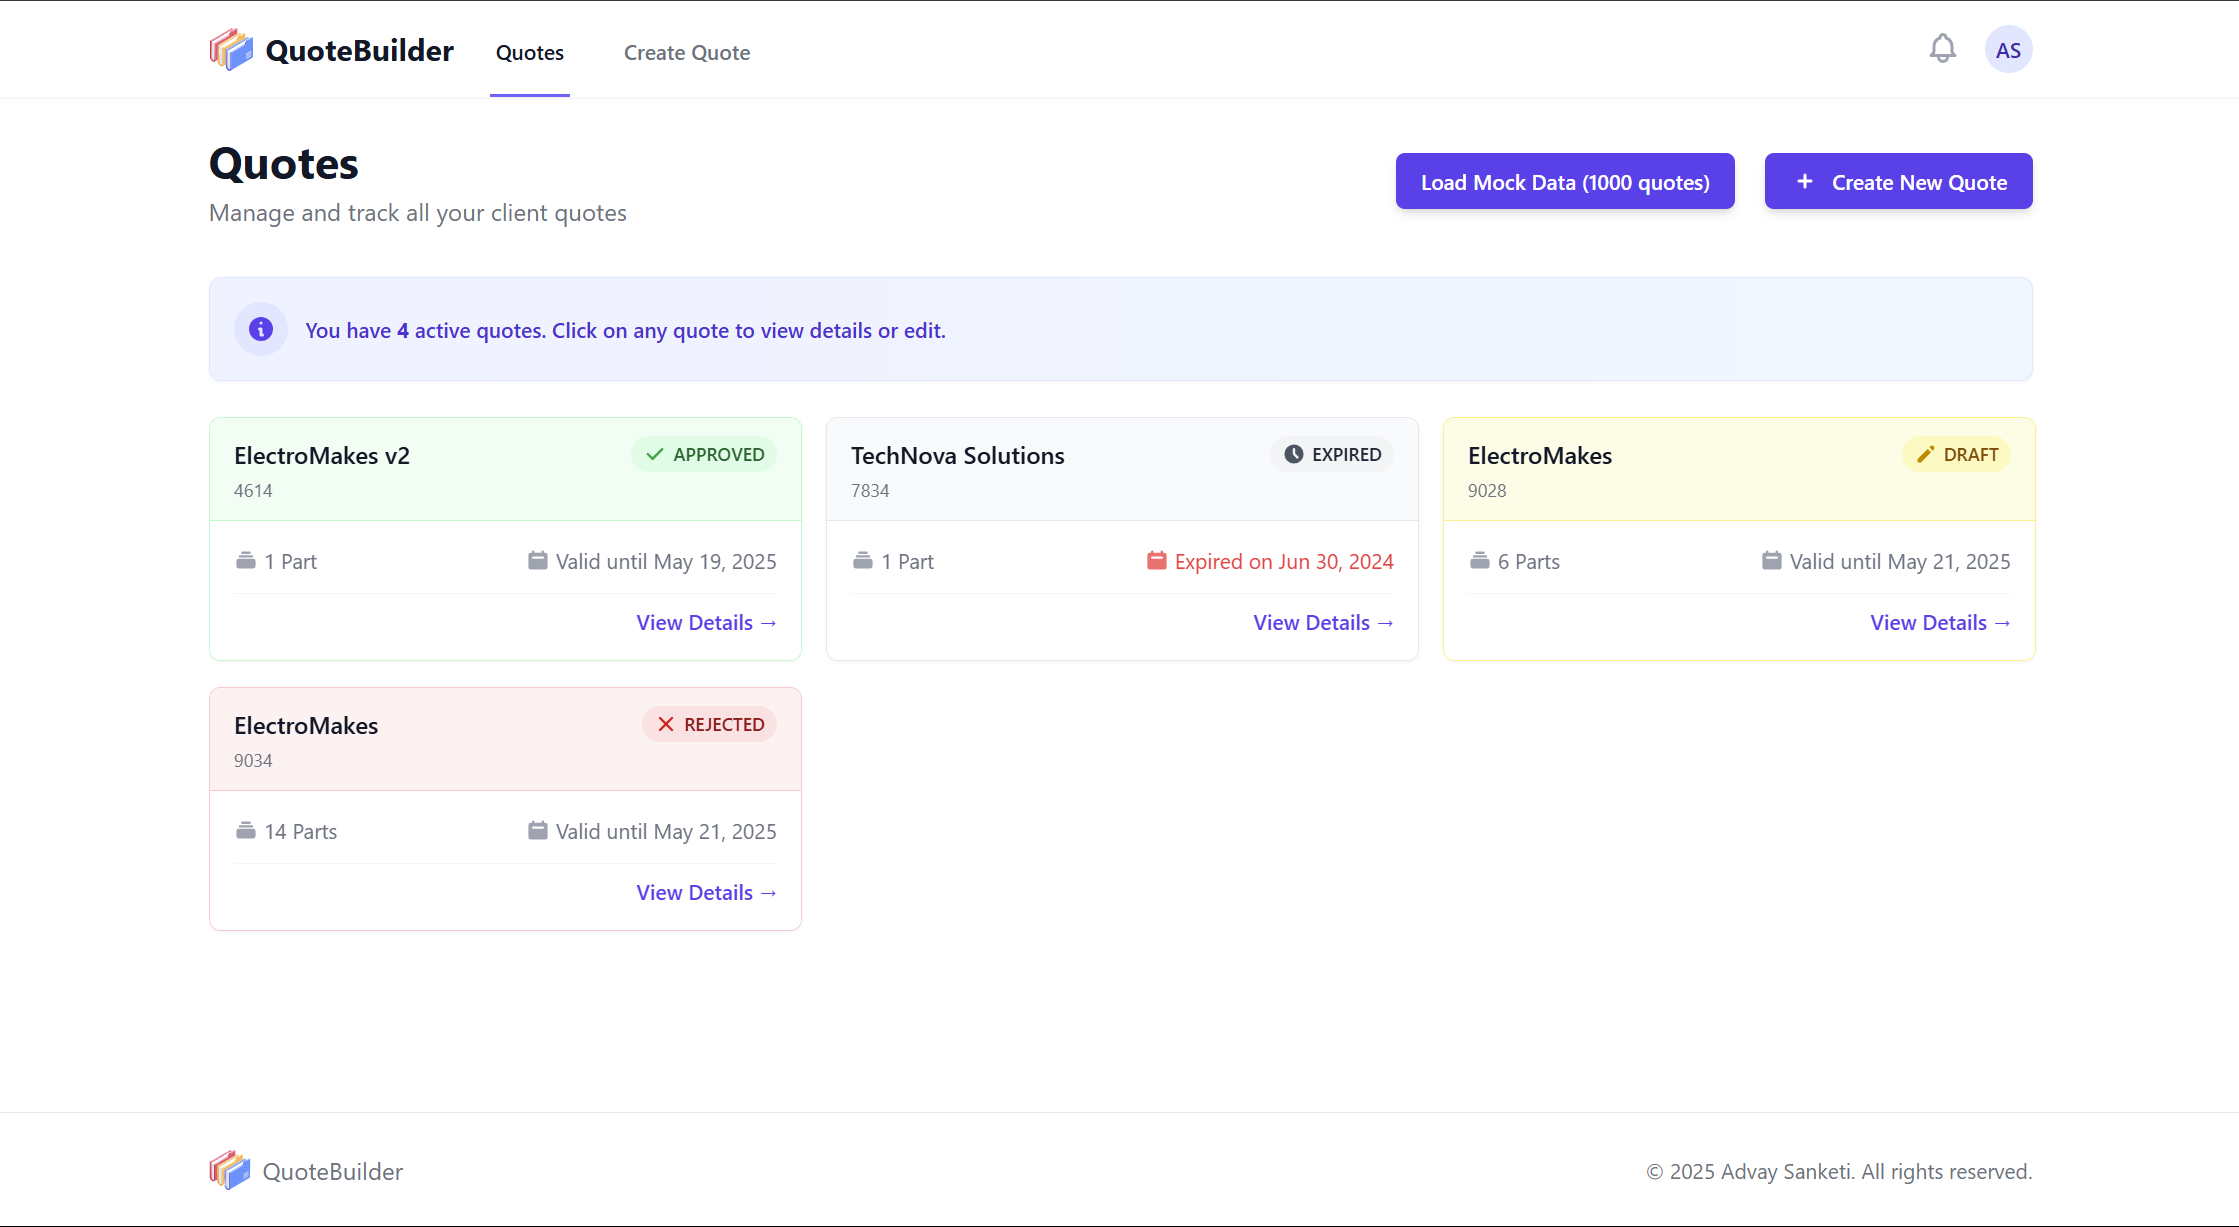 QuoteBuilder
Quotes
Create Quote
AS
Quotes
Manage and track all your client quotes
Load Mock Data (1000 quotes)
+ Create New Quote
You have 4 active quotes. Click on any quote to view details or edit.
ElectroMakes v2
APPROVED
4614
1 Part
Valid until May 19, 2025
View Details →
TechNova Solutions
EXPIRED
7834
1 Part
Expired on Jun 30, 2024
View Details →
ElectroMakes
DRAFT
9028
6 Parts
Valid until May 21, 2025
View Details →
ElectroMakes
REJECTED
9034
14 Parts
Valid until May 21, 2025
View Details →
QuoteBuilder
© 2025 Advay Sanketi. All rights reserved.